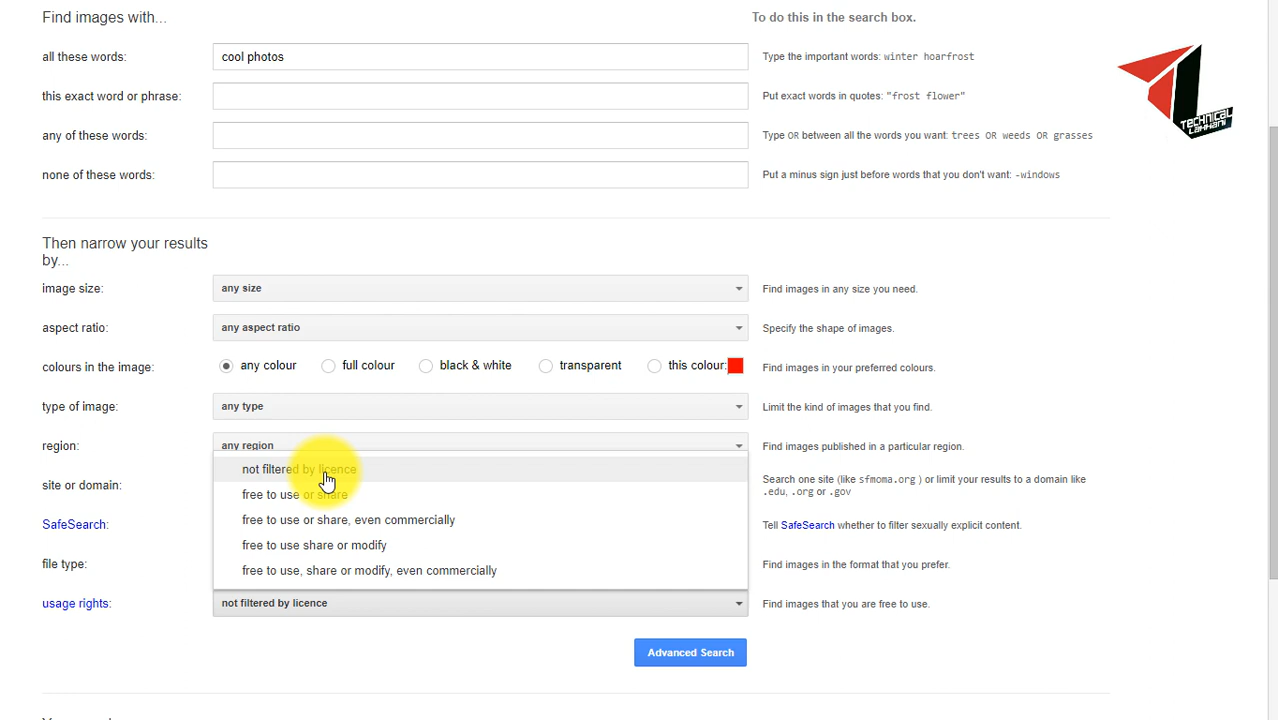 Find images with...
To do this in the search box.
all these words:
cool photos
Type the important words: winter hoarfrost
this exact word or phrase:
Put exact words in quotes: "frost flower"
any of these words:
Type OR between all the words you want: trees OR weeds OR grasses
none of these words:
Put a minus sign just before words that you don't want: -windows
TECHNICAL
LAKHANI
Then narrow your results
by...
image size:
any size
Find images in any size you need.
aspect ratio:
any aspect ratio
Specify the shape of images.
colours in the image:
any colour
full colour
black & white
transparent
this colour:
Find images in your preferred colours.
type of image:
any type
Limit the kind of images that you find.
region:
any region
Find images published in a particular region.
not filtered by licence
site or domain:
free to use or share
Search one site (like sfmoma.org ) or limit your results to a domain like
.edu, .org or .gov
SafeSearch:
free to use or share, even commercially
Tell SafeSearch whether to filter sexually explicit content.
free to use share or modify
file type:
free to use, share or modify, even commercially
Find images in the format that you prefer.
usage rights:
not filtered by licence
Find images that you are free to use.
Advanced Search